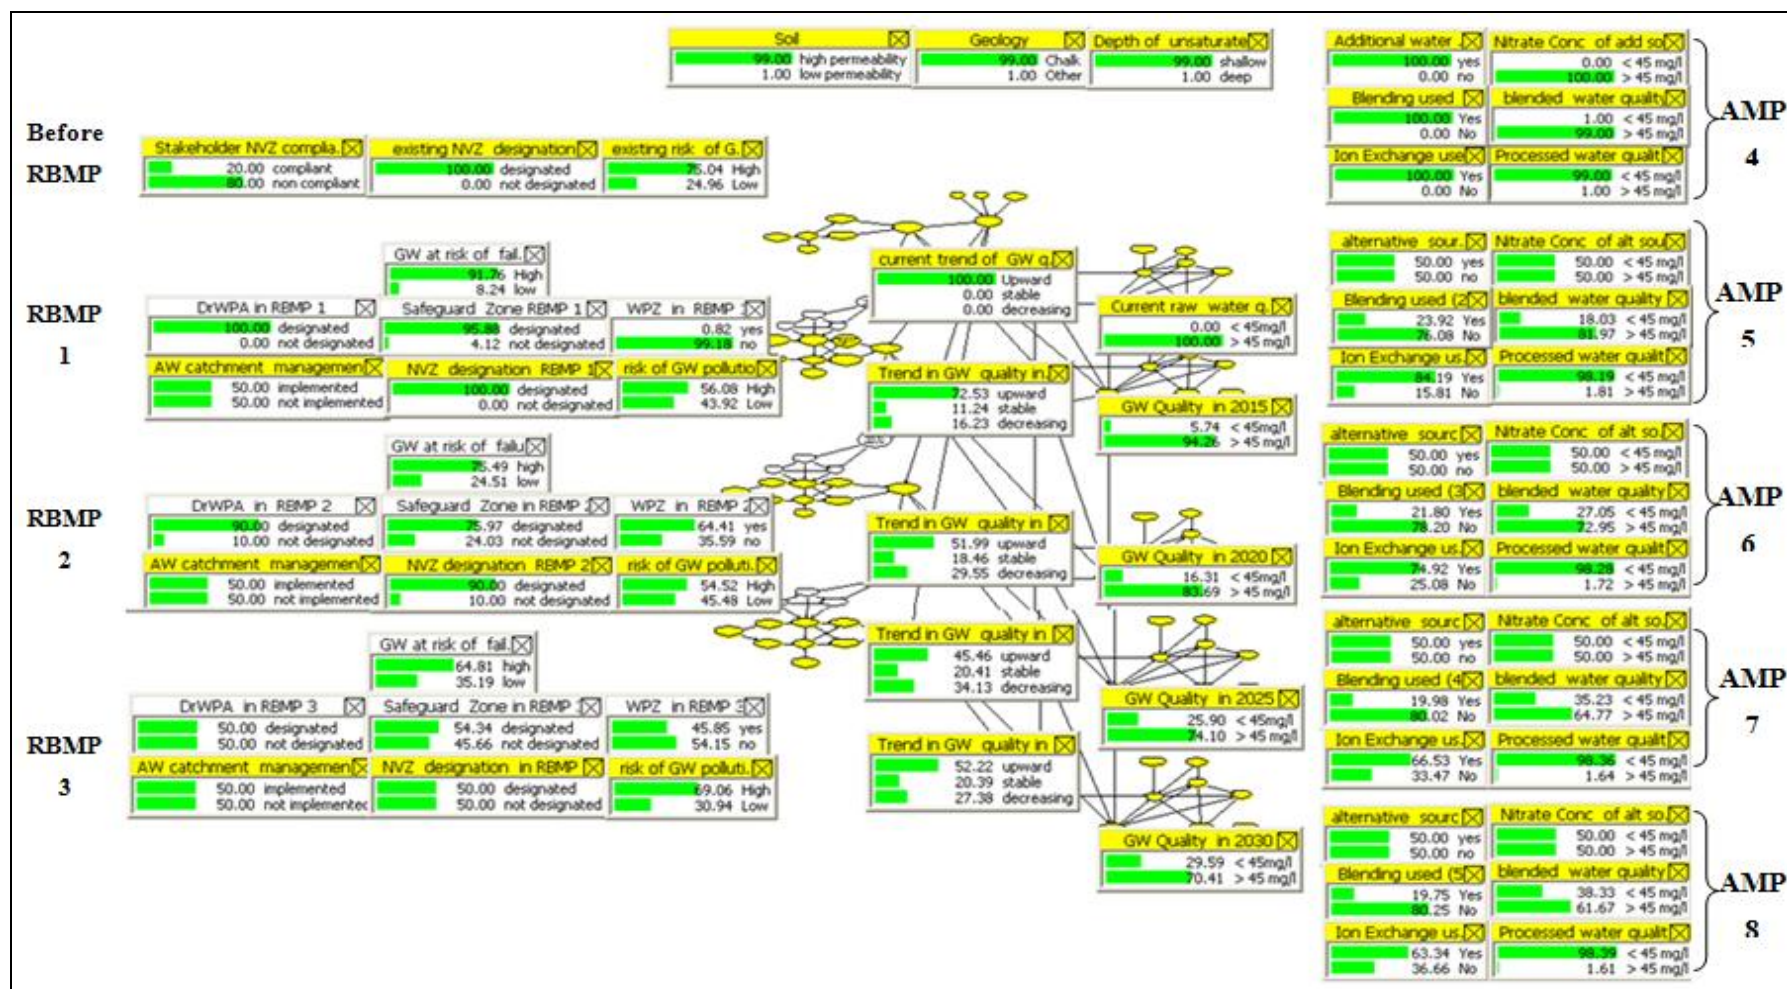 Soil
99.00 high permeability
1.00 low permeability
Geology
99.00 Chalk
1.00 Other
Depth of unsaturate
99.00 shallow
1.00 deep
Before
RBMP
Stakeholder NVZ complia.
20.00 compliant
80.00 non compliant
existing NVZ designation
100.00 designated
0.00 not designated
existing risk of G.
75.04 High
24.96 Low
RBMP
1
GW at risk of fail.
91.76 High
8.24 low
DrWPA in RBMP 1
100.00 designated
0.00 not designated
Safeguard Zone RBMP 1
95.88 designated
4.12 not designated
WPZ in RBMP 1
0.82 yes
99.18 no
AW catchment managemen
50.00 implemented
50.00 not implemented
NVZ designation RBMP 1
100.00 designated
0.00 not designated
risk of GW pollutio
56.08 High
43.92 Low
RBMP
2
GW at risk of failu
75.49 high
24.51 low
DrWPA in RBMP 2
90.00 designated
10.00 not designated
Safeguard Zone in RBMP 2
75.97 designated
24.03 not designated
WPZ in RBMP 2
64.41 yes
35.59 no
AW catchment managemen
50.00 implemented
50.00 not implemented
NVZ designation RBMP 2
90.00 designated
10.00 not designated
risk of GW polluti.
54.52 High
45.48 Low
RBMP
3
GW at risk of fail.
64.81 high
35.19 low
DrWPA in RBMP 3
50.00 designated
50.00 not designated
Safeguard Zone in RBMP
54.34 designated
45.66 not designated
WPZ in RBMP 3
45.85 yes
54.15 no
AW catchment managemen
50.00 implemented
50.00 not implementec
NVZ designation in RBMP
50.00 designated
50.00 not designated
risk of GW polluti.
69.06 High
30.94 Low
current trend of GW q.
100.00 Upward
0.00 stable
0.00 decreasing
Trend in GW quality in.
72.53 upward
11.24 stable
16.23 decreasing
Trend in GW quality in
51.99 upward
18.46 stable
29.55 decreasing
Trend in GW quality in
45.46 upward
20.41 stable
34.13 decreasing
Trend in GW quality in
52.22 upward
20.39 stable
27.38 decreasing
Current raw water q.
0.00 < 45mg/l
100.00 > 45 mg/l
GW Quality in 2015
5.74 < 45mg/l
94.26 > 45 mg/l
GW Quality in 2020
16.31 < 45mg/l
83.69 > 45 mg/l
GW Quality in 2025
25.90 < 45mg/l
74.10 > 45 mg/l
GW Quality in 2030
29.59 < 45mg/l
70.41 > 45 mg/l
Additional water .
100.00 yes
0.00 no
Nitrate Conc of add so
0.00 < 45 mg/l
100.00 > 45 mg/l
Blending used
100.00 Yes
0.00 No
blended water quality
1.00 < 45 mg/l
99.00 > 45 mg/l
Ion Exchange use
100.00 Yes
0.00 No
Processed water qualit
99.00 < 45 mg/l
1.00 > 45 mg/l
AMP
4
alternative sour.
50.00 yes
50.00 no
Nitrate Conc of alt sou
50.00 < 45 mg/l
50.00 > 45 mg/l
Blending used (2
23.92 Yes
76.08 No
blended water quality
18.03 < 45 mg/l
81.97 > 45 mg/l
Ion Exchange us.
84.19 Yes
15.81 No
Processed water qualit
98.19 < 45 mg/l
1.81 > 45 mg/l
AMP
5
alternative sourc
50.00 yes
50.00 no
Nitrate Conc of alt so.
50.00 < 45 mg/l
50.00 > 45 mg/l
Blending used (3
21.80 Yes
78.20 No
blended water quality
27.05 < 45 mg/l
72.95 > 45 mg/l
Ion Exchange us.
74.92 Yes
25.08 No
Processed water qualit
98.28 < 45 mg/l
1.72 > 45 mg/l
AMP
6
alternative sourc
50.00 yes
50.00 no
Nitrate Conc of alt so.
50.00 < 45 mg/l
50.00 > 45 mg/l
Blending used (4
19.98 Yes
80.02 No
blended water quality
35.23 < 45 mg/l
64.77 > 45 mg/l
Ion Exchange us.
66.53 Yes
33.47 No
Processed water qualit
98.36 < 45 mg/l
1.64 > 45 mg/l
AMP
7
alternative sourc
50.00 yes
50.00 no
Nitrate Conc of alt so.
50.00 < 45 mg/l
50.00 > 45 mg/l
Blending used (5
19.75 Yes
80.25 No
blended water quality
38.33 < 45 mg/l
61.67 > 45 mg/l
Ion Exchange us.
63.34 Yes
36.66 No
Processed water qualit
98.39 < 45 mg/l
1.61 > 45 mg/l
AMP
8